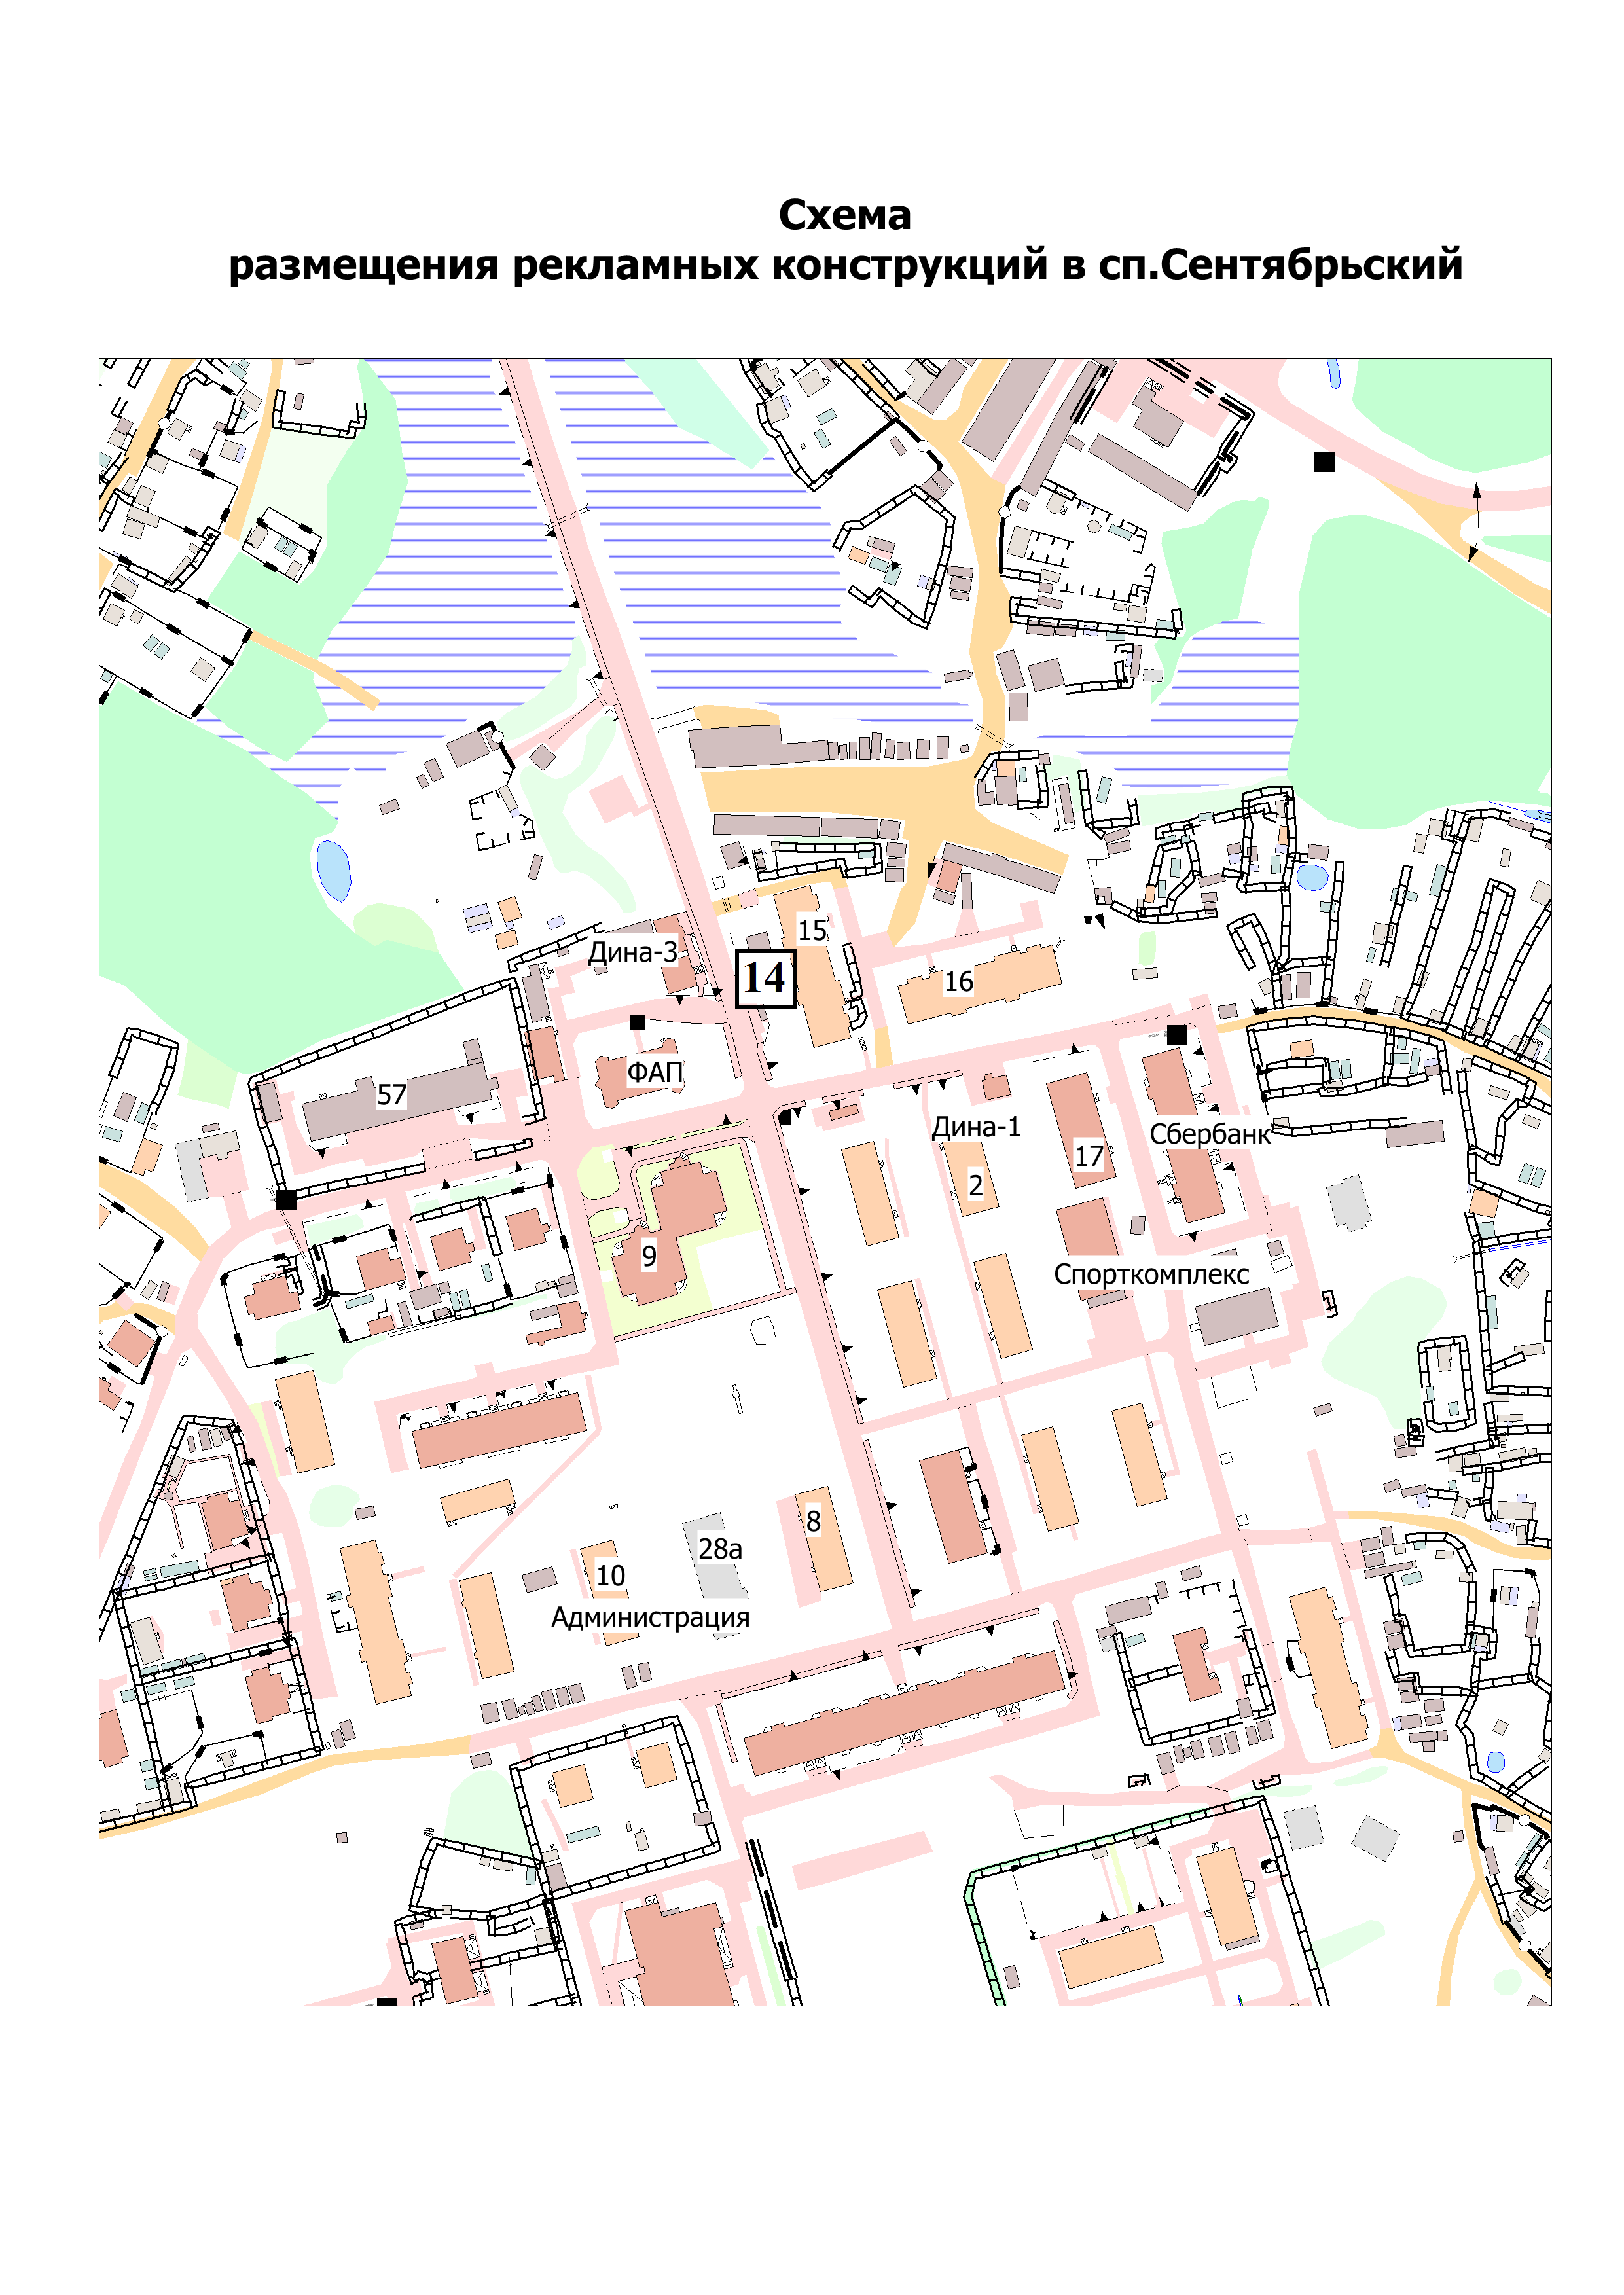 Схема
размещения рекламных конструкций в сп.Сентябрьский
15
Дина-3
14
16
ФАП
57
Дина-1
Сбербанк
17
2
9
Спорткомплекс
8
28а
10
Администрация